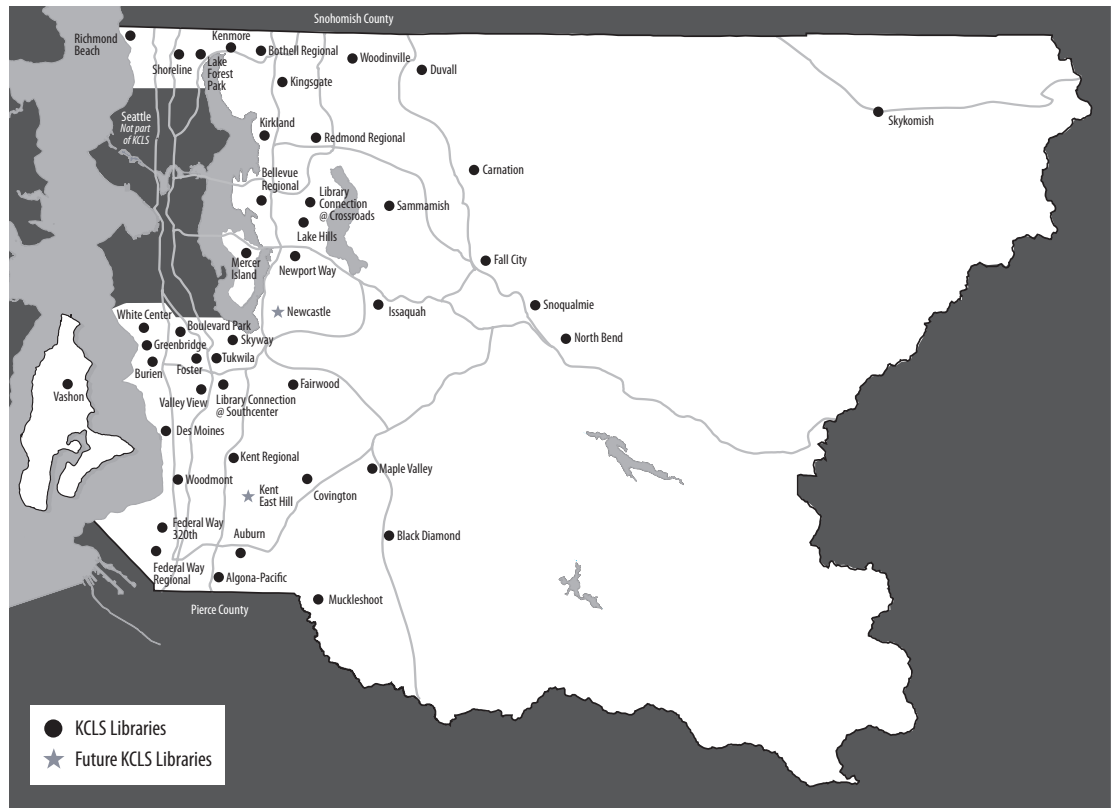 Snohomish County
Richmond
Beach
Kenmore
Bothell Regional
Woodinville
Shoreline
Lake
Forest
Park
Duvall
Kingsgate
Seattle
Not part
of KCLS
Kirkland
Redmond Regional
Skykomish
Bellevue
Regional
Carnation
Library
Connection
@ Crossroads
Sammamish
Lake Hills
Mercer
Island
Newport Way
Fall City
Newcastle
Issaquah
Snoqualmie
White Center
Boulevard Park
Skyway
North Bend
Greenbridge
Burien
Foster
Tukwila
Vashon
Valley View
Library Connection
@ Southcenter
Fairwood
Des Moines
Kent Regional
Maple Valley
Woodmont
Kent
East Hill
Covington
Federal Way
320th
Auburn
Black Diamond
Federal Way
Regional
Algona-Pacific
Muckleshoot
Pierce County
KCLS Libraries
Future KCLS Libraries